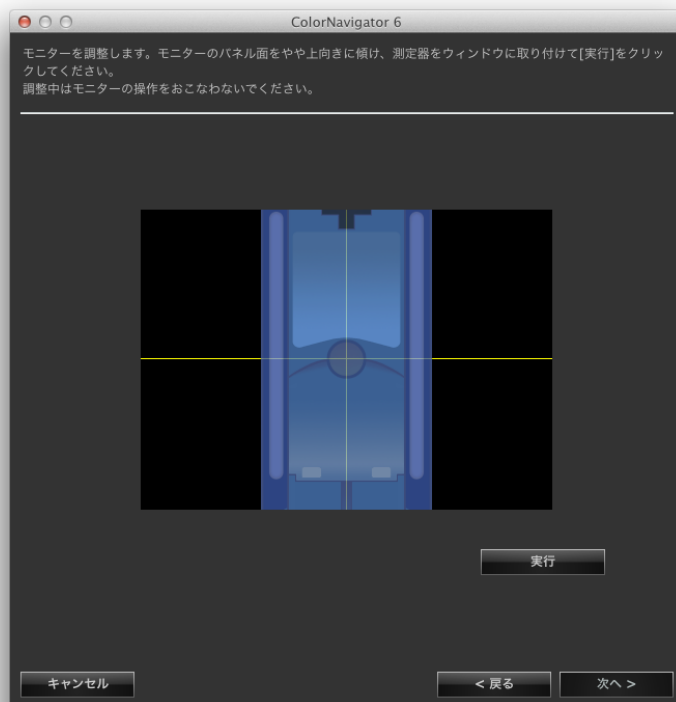 ColorNavigator 6
モニターを調整します。モニターのパネル面をやや上向きに傾け、測定器をウィンドウに取り付けて[実行]をクリッ
クしてください。
調整中はモニターの操作をおこなわないでください。
実行
キャンセル
< 戻る
次へ >